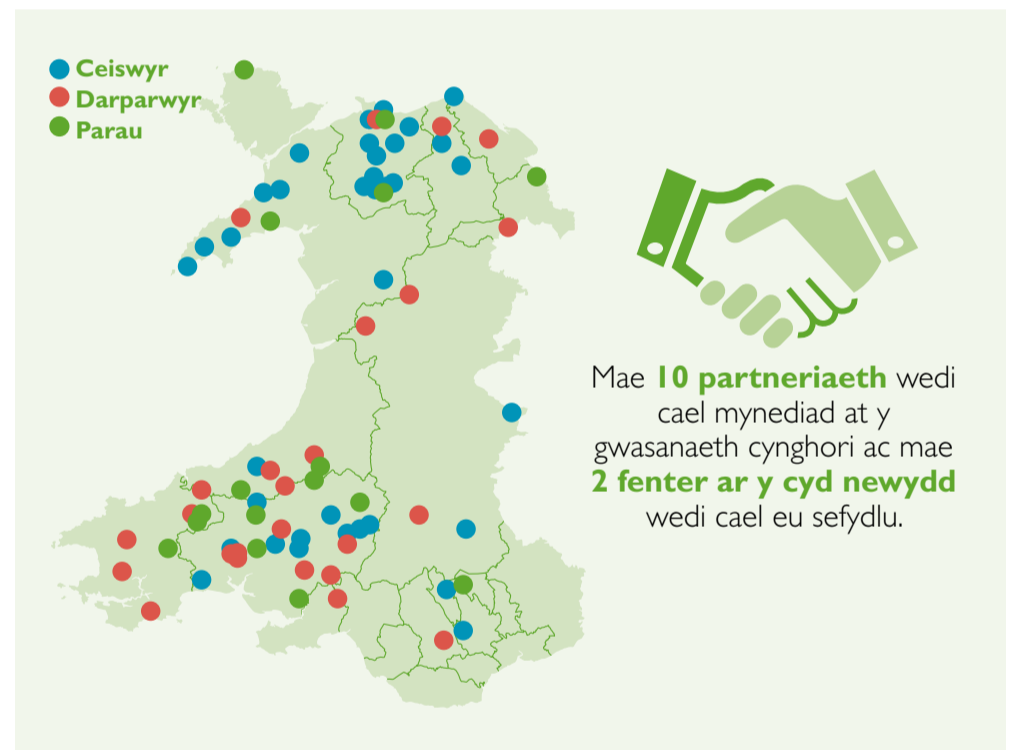 Ceiswyr
Darparwyr
Parau
Mae 10 partneriaeth wedi
cael mynediad at y
gwasanaeth cynghori ac mae
2 fenter ar y cyd newydd
wedi cael eu sefydlu.